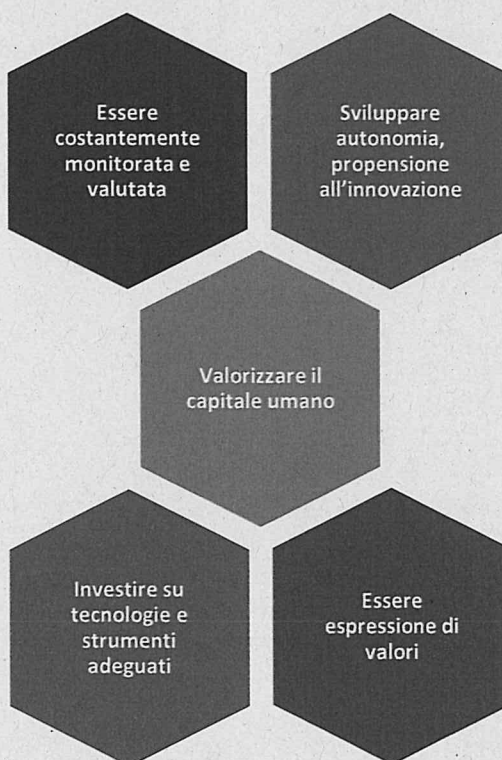 Essere
costantemente
monitorata e
valutata
Sviluppare
autonomia,
propensione
all'innovazione
Valorizzare il
capitale umano
Investire su
tecnologie e
strumenti
adeguati
Essere
espressione di
valori